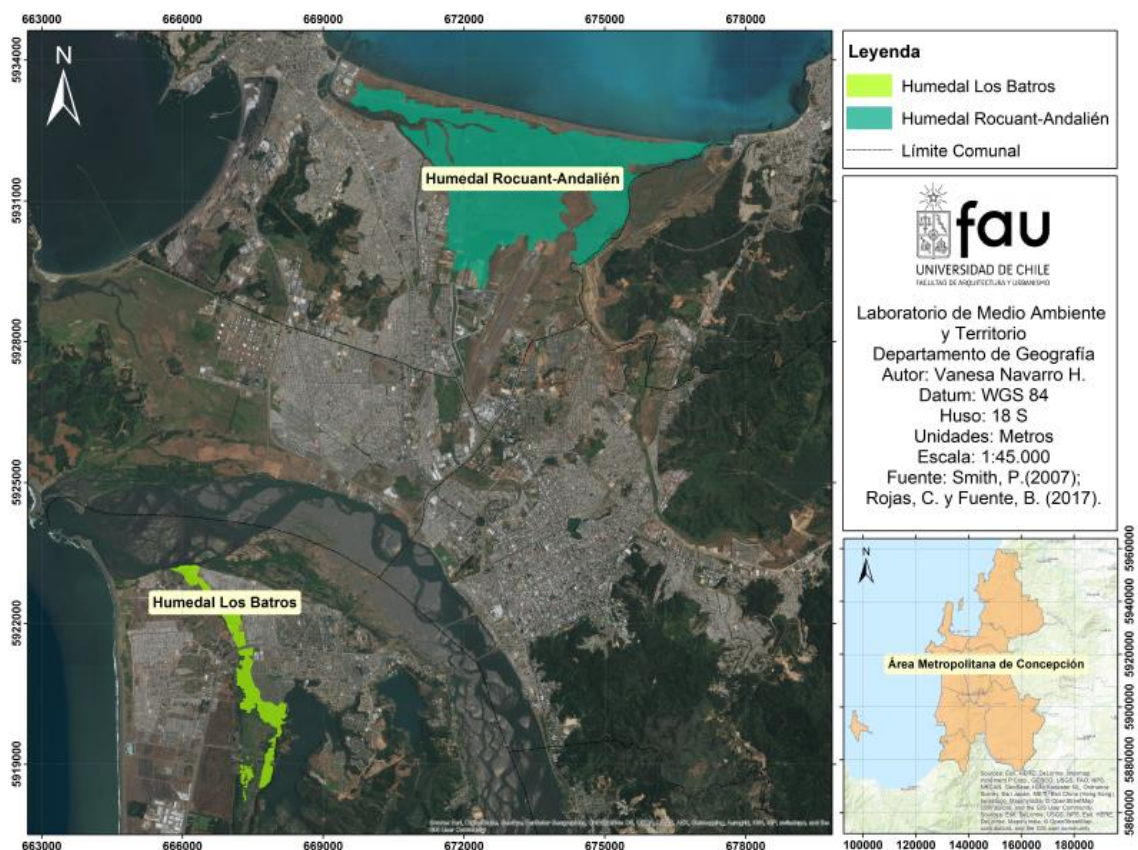 663000 666000 669000 672000 675000 678000
5934000
5931000
5928000
5925000
5922000
5919000
N
Humedal Rocuant-Andalién
Humedal Los Batros
663000 666000 669000 672000 675000 678000
Leyenda
Humedal Los Batros
Humedal Rocuant-Andalién
Límite Comunal
fau
UNIVERSIDAD DE CHILE
FACULTAD DE ARQUITECTURA Y URBANISMO
Laboratorio de Medio Ambiente
y Territorio
Departamento de Geografía
Autor: Vanesa Navarro H.
Datum: WGS 84
Huso: 18 S
Unidades: Metros
Escala: 1:45.000
Fuente: Smith, P.(2007);
Rojas, C. y Fuente, B. (2017).
N
Área Metropolitana de Concepción
5960000
5940000
5920000
5900000
5880000
5860000
100000 120000 140000 160000 180000